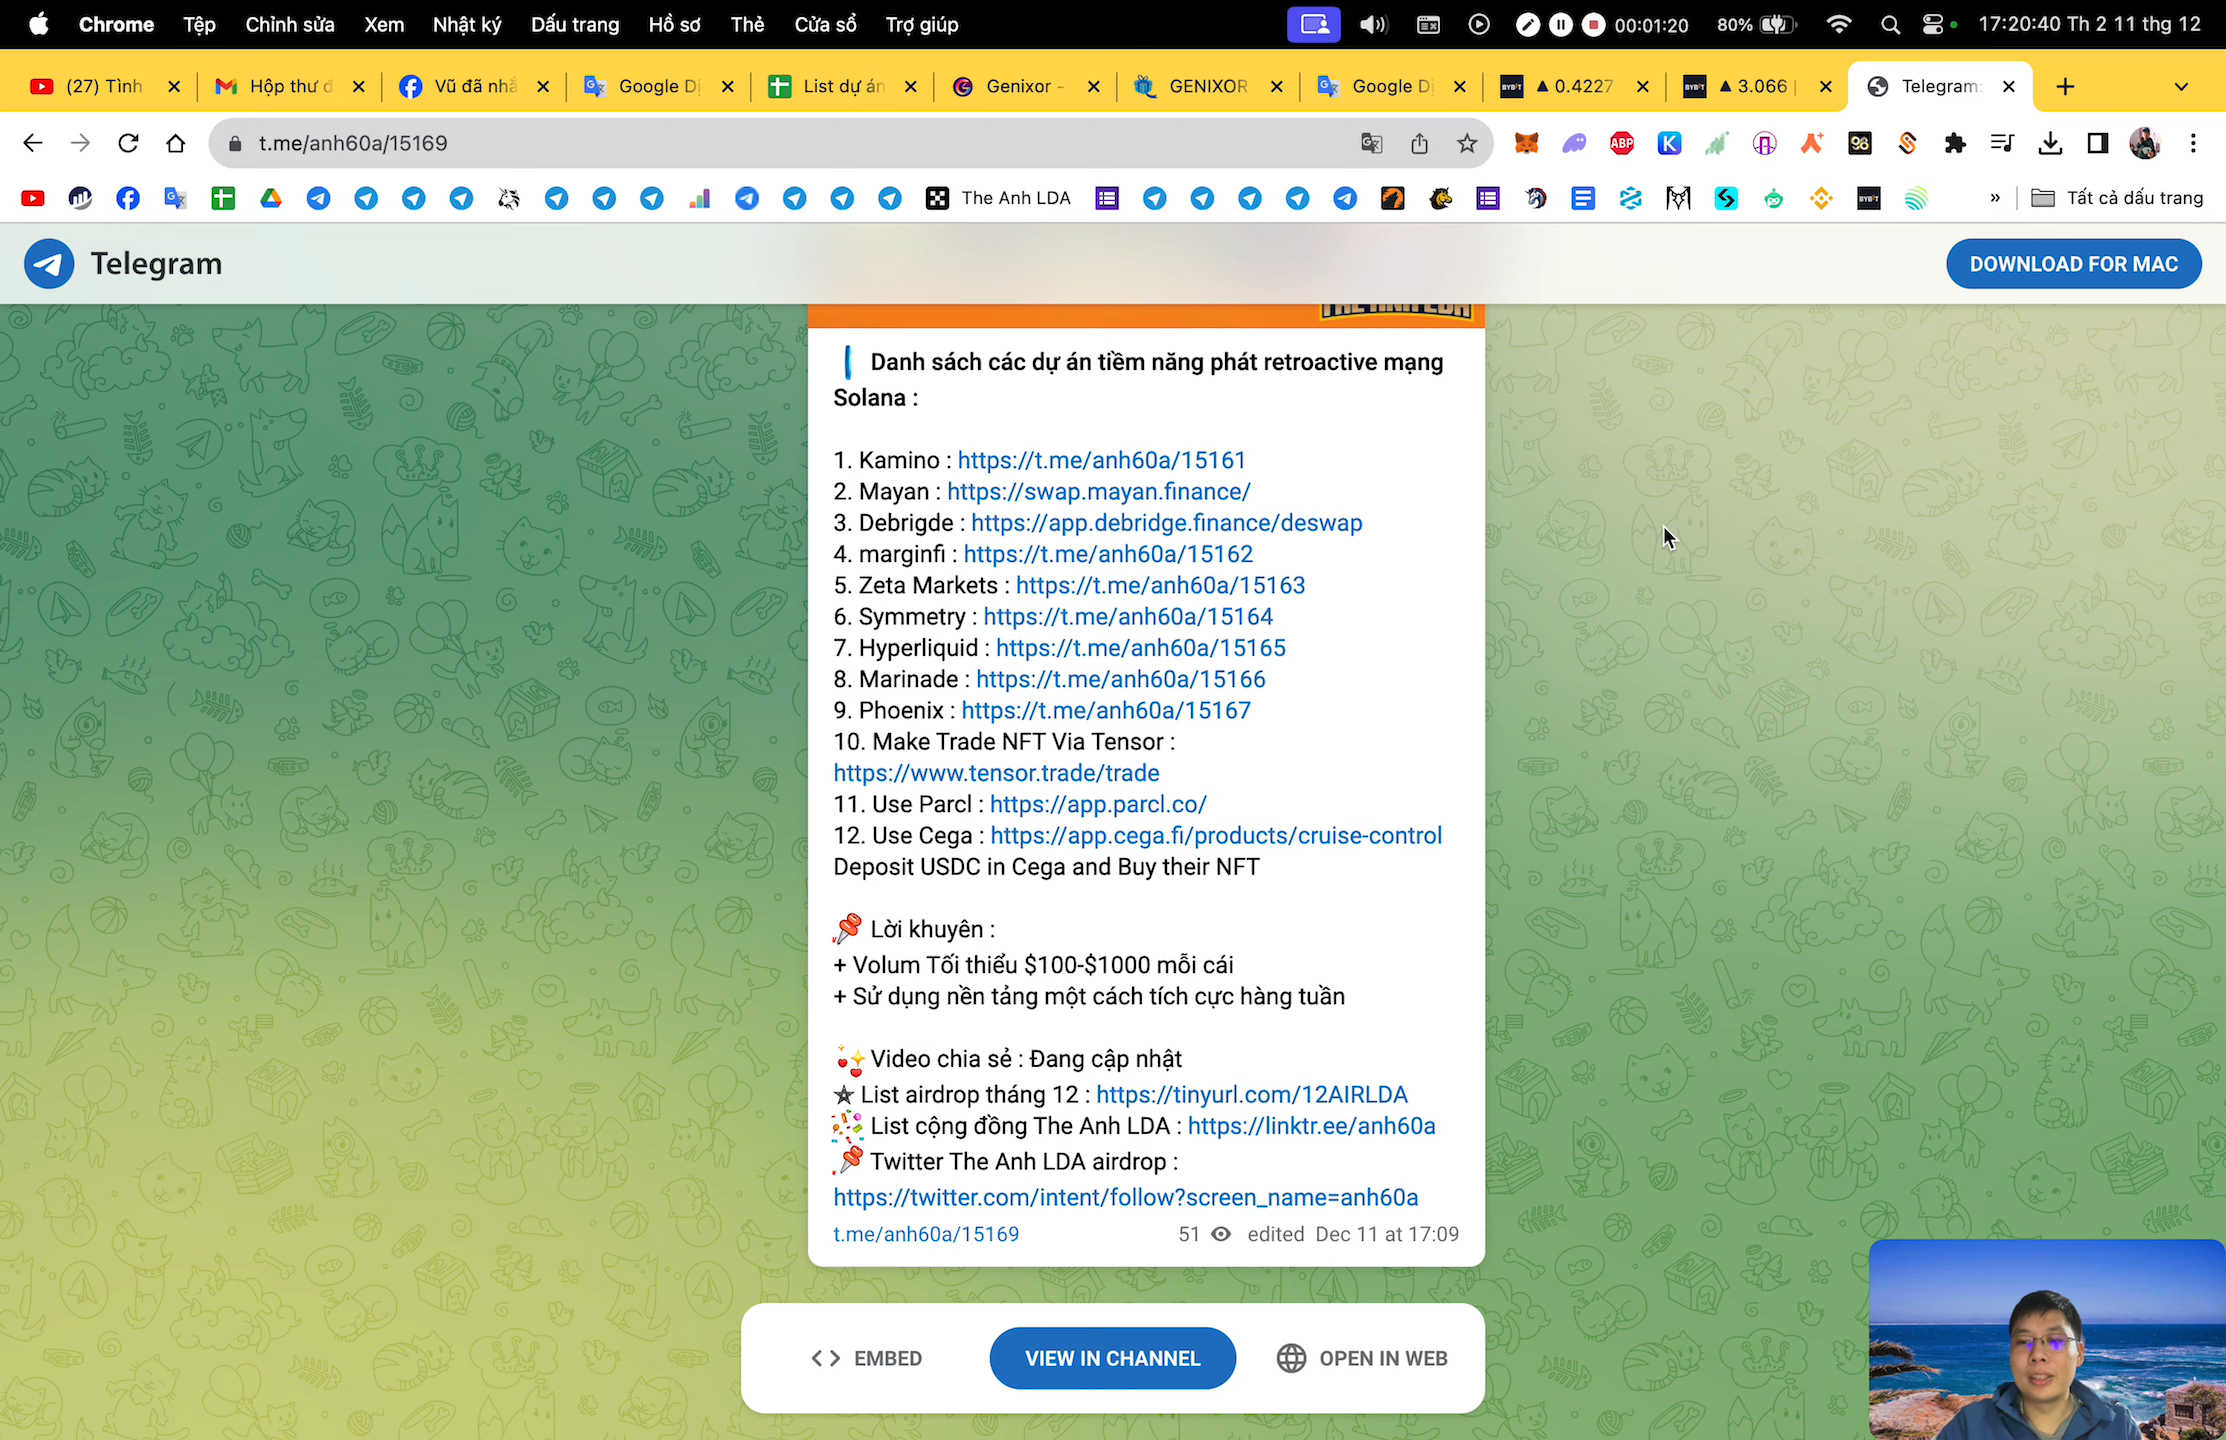 Chrome Tệp Chỉnh sửa Xem Nhật ký Dấu trang Hồ sơ Thẻ Cửa sổ Trợ giúp 00:01:20 80% 17:20:40 Th 2 11 thg 12
(27) Tình Hộp thư đ Vũ đã nhắ Google Dị List dự án Genixor - GENIXOR Google Dị ▲ 0.4227 ▲ 3.066 | Telegram:
t.me/anh60a/15169
The Anh LDA » Tất cả dấu trang
Telegram
DOWNLOAD FOR MAC
Danh sách các dự án tiềm năng phát retroactive mạng
Solana :
1. Kamino : https://t.me/anh60a/15161
2. Mayan : https://swap.mayan.finance/
3. Debrigde : https://app.debridge.finance/deswap
4. marginfi : https://t.me/anh60a/15162
5. Zeta Markets : https://t.me/anh60a/15163
6. Symmetry : https://t.me/anh60a/15164
7. Hyperliquid : https://t.me/anh60a/15165
8. Marinade : https://t.me/anh60a/15166
9. Phoenix : https://t.me/anh60a/15167
10. Make Trade NFT Via Tensor :
https://www.tensor.trade/trade
11. Use Parcl : https://app.parcl.co/
12. Use Cega : https://app.cega.fi/products/cruise-control
Deposit USDC in Cega and Buy their NFT
📌 Lời khuyên :
+ Volum Tối thiểu $100-$1000 mỗi cái
+ Sử dụng nền tảng một cách tích cực hàng tuần
Video chia sẻ : Đang cập nhật
List airdrop tháng 12 : https://tinyurl.com/12AIRLDA
List cộng đồng The Anh LDA : https://linktr.ee/anh60a
📌 Twitter The Anh LDA airdrop :
https://twitter.com/intent/follow?screen_name=anh60a
t.me/anh60a/15169 51 edited Dec 11 at 17:09
EMBED
VIEW IN CHANNEL
OPEN IN WEB